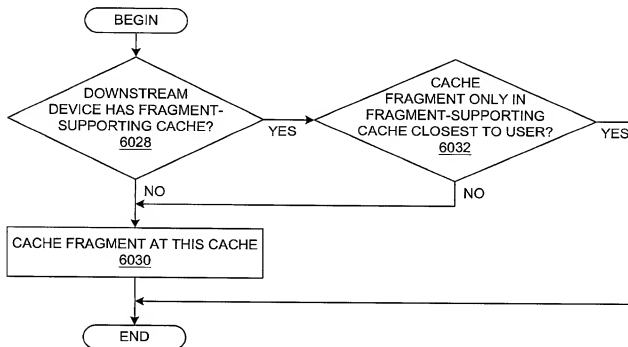 BEGIN
DOWNSTREAM
DEVICE HAS FRAGMENT-
SUPPORTING CACHE?
6028
YES
CACHE
FRAGMENT ONLY IN
FRAGMENT-SUPPORTING
CACHE CLOSEST TO USER?
6032
YES
NO
NO
CACHE FRAGMENT AT THIS CACHE
6030
END